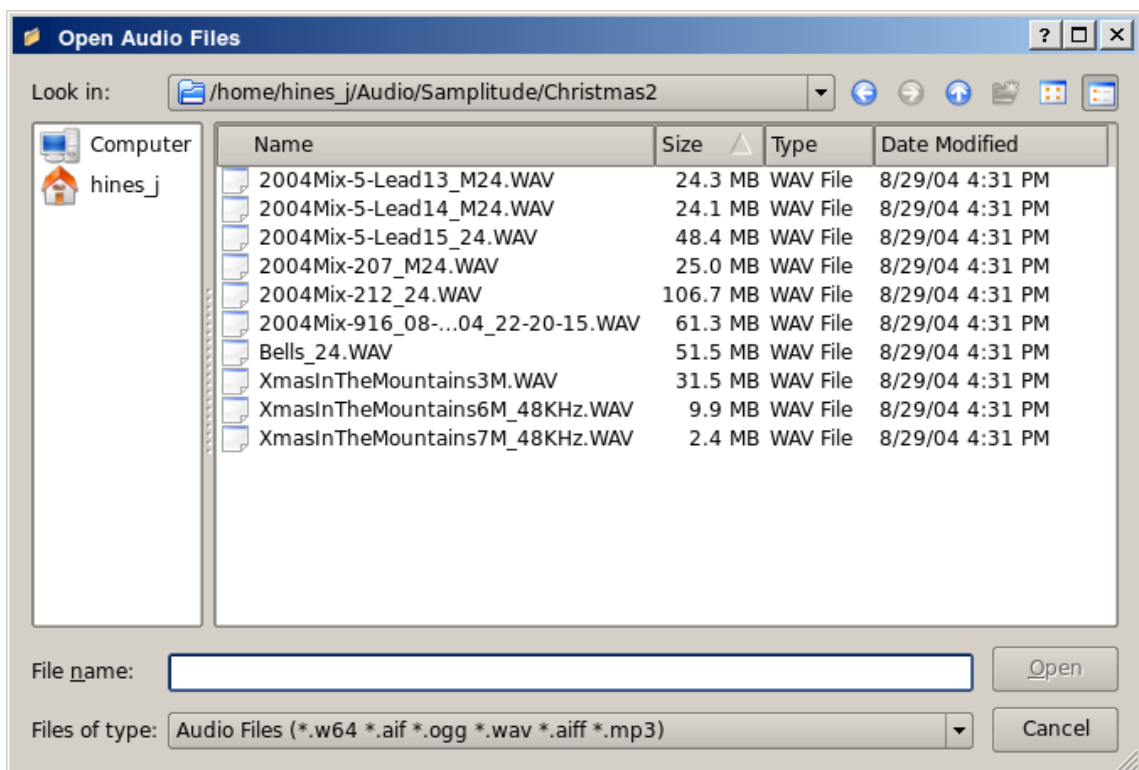 Open Audio Files
Look in: /home/hines_j/Audio/Samplitude/Christmas2
Computer
hines_j
Name Size Type Date Modified
2004Mix-5-Lead13_M24.WAV 24.3 MB WAV File 8/29/04 4:31 PM
2004Mix-5-Lead14_M24.WAV 24.1 MB WAV File 8/29/04 4:31 PM
2004Mix-5-Lead15_24.WAV 48.4 MB WAV File 8/29/04 4:31 PM
2004Mix-207_M24.WAV 25.0 MB WAV File 8/29/04 4:31 PM
2004Mix-212_24.WAV 106.7 MB WAV File 8/29/04 4:31 PM
2004Mix-916_08-...04_22-20-15.WAV 61.3 MB WAV File 8/29/04 4:31 PM
Bells_24.WAV 51.5 MB WAV File 8/29/04 4:31 PM
XmasInTheMountains3M.WAV 31.5 MB WAV File 8/29/04 4:31 PM
XmasInTheMountains6M_48KHz.WAV 9.9 MB WAV File 8/29/04 4:31 PM
XmasInTheMountains7M_48KHz.WAV 2.4 MB WAV File 8/29/04 4:31 PM
File name: Open
Files of type: Audio Files (*.w64 *.aif *.ogg *.wav *.aiff *.mp3) Cancel